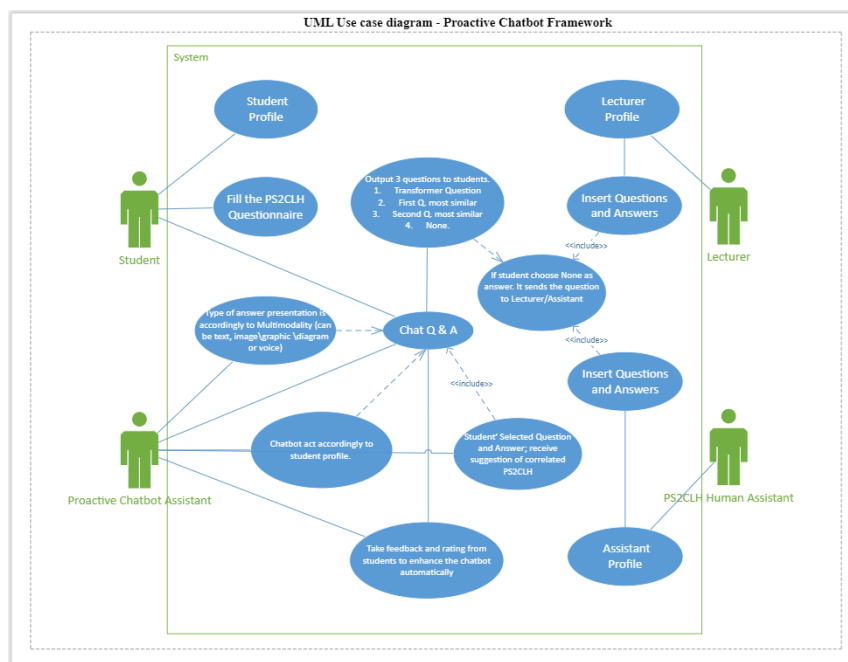 UML Use case diagram - Proactive Chatbot Framework
System
Student
Profile
Lecturer
Profile
Output 3 questions to students.
1. Transformer Question
2. First Q. most similar
3. Second Q. most similar
4. None.
Fill the PS2CLH
Questionnaire
Insert Questions
and Answers
<<include>>
Student
Lecturer
If student choose None as
answer. It sends the question
to Lecturer/Assistant
Type of answer presentation is
accordingly to Multimodality (can
be text, image\graphic \diagram
or voice)
Chat Q & A
<<include>>
Insert Questions
and Answers
<<include>>
Chatbot act accordingly to
student profile.
Student' Selected Question
and Answer; receive
suggestion of correlated
PS2CLH
Proactive Chatbot Assistant
PS2CLH Human Assistant
Take feedback and rating from
students to enhance the chatbot
automatically
Assistant
Profile